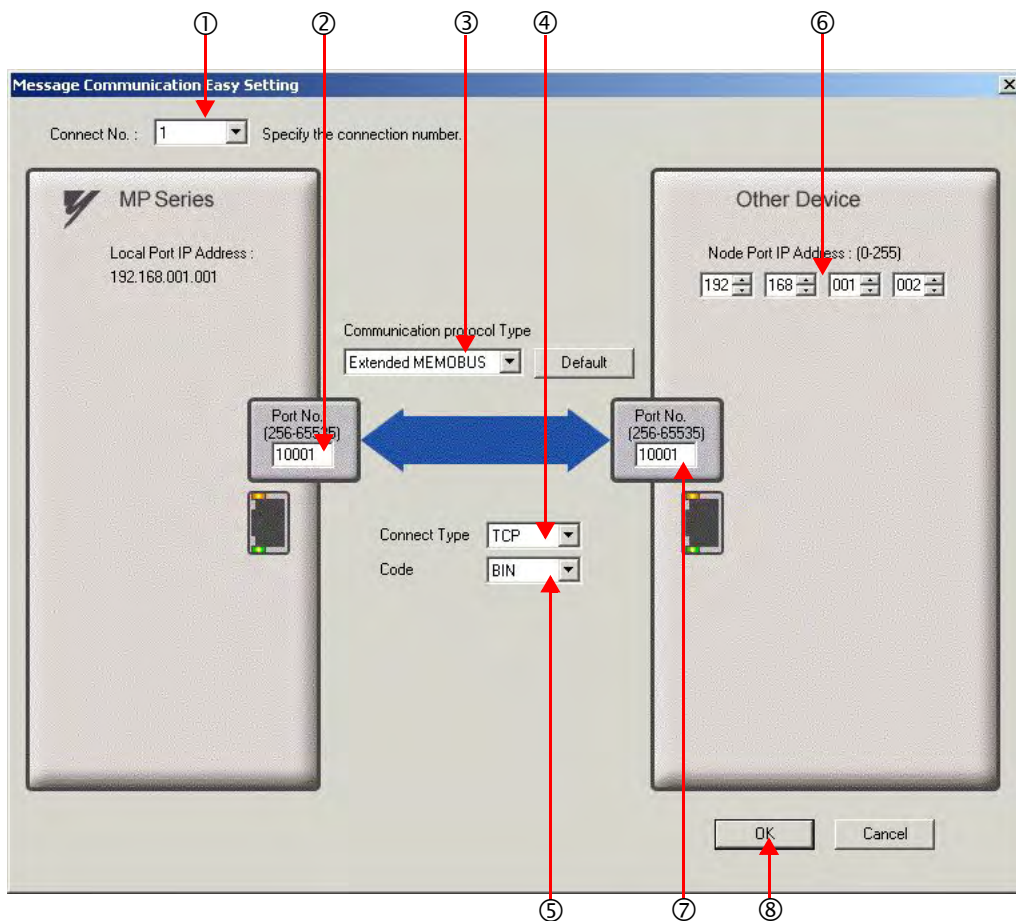 ① ② ③ ④ ⑥
Message Communication Easy Setting
Connect No. : 1 Specify the connection number.
MP Series
Local Port IP Address :
192.168.001.001
Other Device
Node Port IP Address : (0-255)
192 168 001 002
Communication protocol Type
Extended MEMOBUS Default
Port No.
(256-65535)
10001
Port No.
(256-65535)
10001
Connect Type TCP
Code BIN
OK Cancel
⑤ ⑦ ⑧